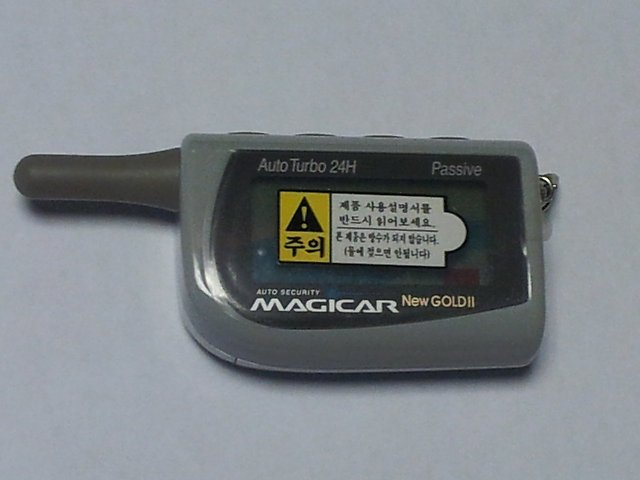 Auto Turbo 24H Passive
주의
제품 사용설명서를
반드시 읽어보세요.
본 제품은 방수가 되지 않습니다.
(물에 젖으면 안됩니다)
AUTO SECURITY
MAGICAR New GOLD II